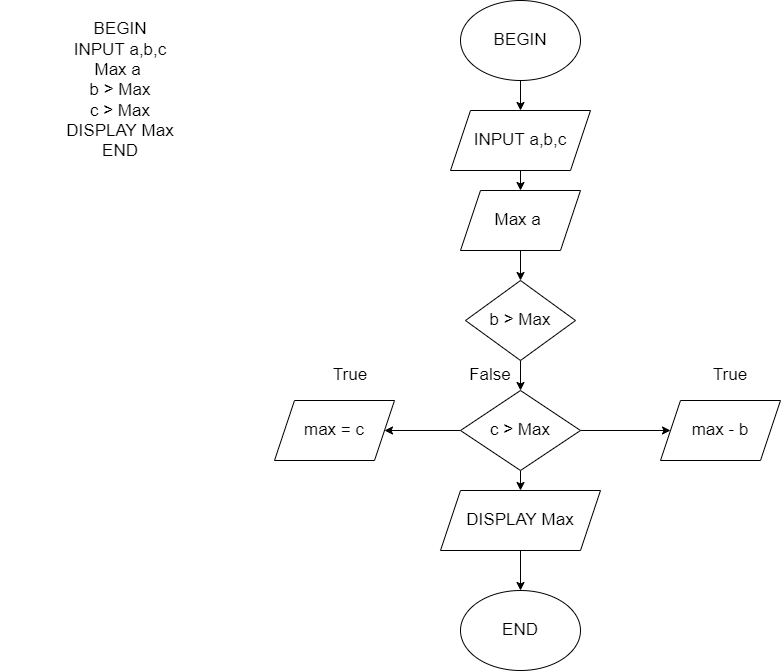 BEGIN
INPUT a,b,c
Max a
b > Max
c > Max
DISPLAY Max
END
BEGIN
INPUT a,b,c
Max a
b > Max
True
False
True
max = c
c > Max
max - b
DISPLAY Max
END